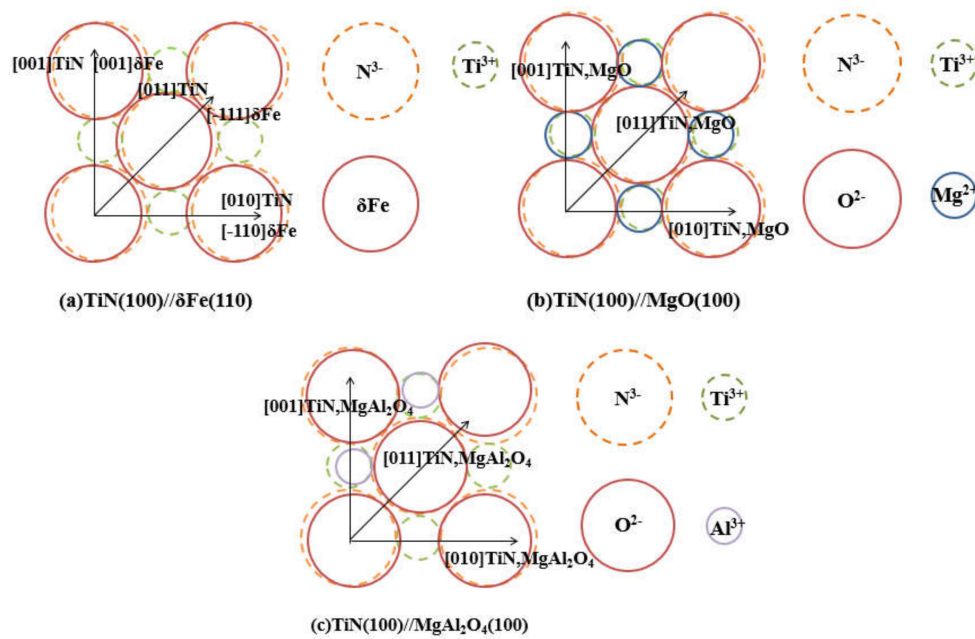 [001]TiN [001]δFe
[011]TiN
[-111]δFe
[010]TiN
[-110]δFe
N³⁻
Ti³⁺
δFe
(a)TiN(100)//δFe(110)
[001]TiN,MgO
[011]TiN,MgO
[010]TiN,MgO
N³⁻
Ti³⁺
O²⁻
Mg²⁺
(b)TiN(100)//MgO(100)
[001]TiN,MgAl₂O₄
[011]TiN,MgAl₂O₄
[010]TiN,MgAl₂O₄
N³⁻
Ti³⁺
O²⁻
Al³⁺
(c)TiN(100)//MgAl₂O₄(100)